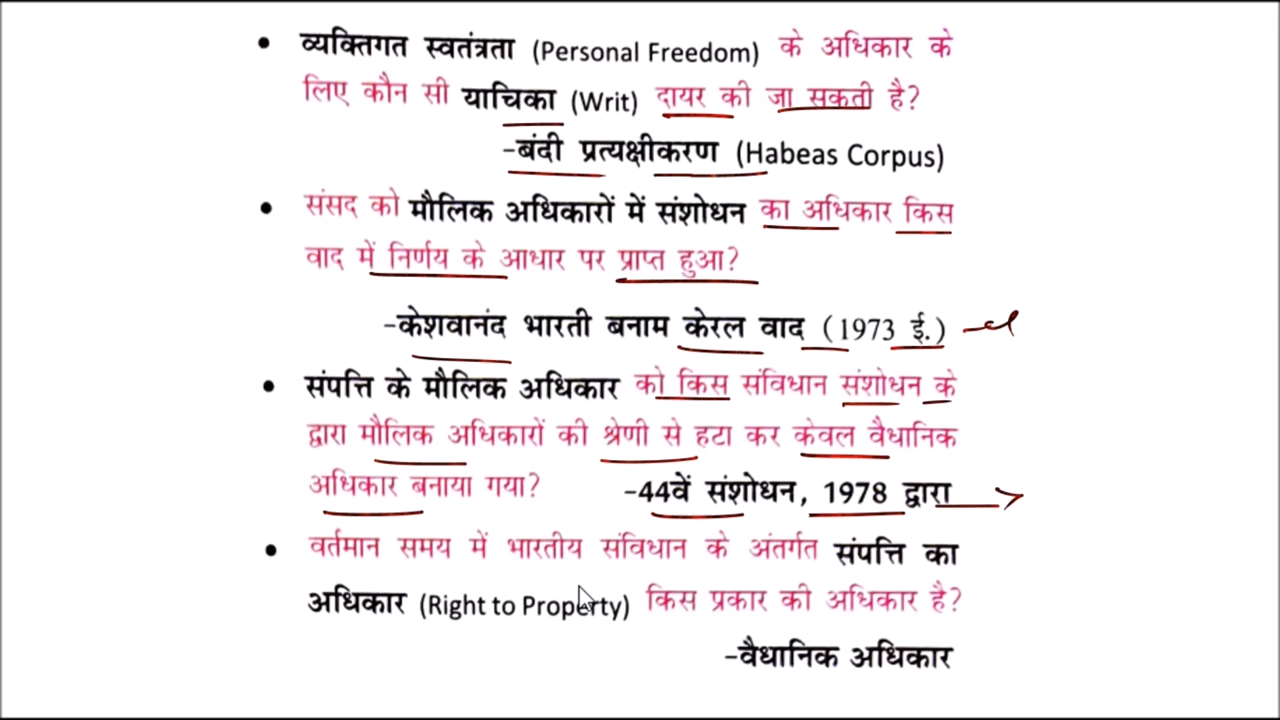 • व्यक्तिगत स्वतंत्रता (Personal Freedom) के अधिकार के
लिए कौन सी याचिका (Writ) दायर की जा सकती है?
-बंदी प्रत्यक्षीकरण (Habeas Corpus)
• संसद को मौलिक अधिकारों में संशोधन का अधिकार किस
वाद में निर्णय के आधार पर प्राप्त हुआ?
-केशवानंद भारती बनाम केरल वाद (1973 ई.)
• संपत्ति के मौलिक अधिकार को किस संविधान संशोधन के
द्वारा मौलिक अधिकारों की श्रेणी से हटा कर केवल वैधानिक
अधिकार बनाया गया? -44वें संशोधन, 1978 द्वारा
• वर्तमान समय में भारतीय संविधान के अंतर्गत संपत्ति का
अधिकार (Right to Property) किस प्रकार की अधिकार है?
-वैधानिक अधिकार